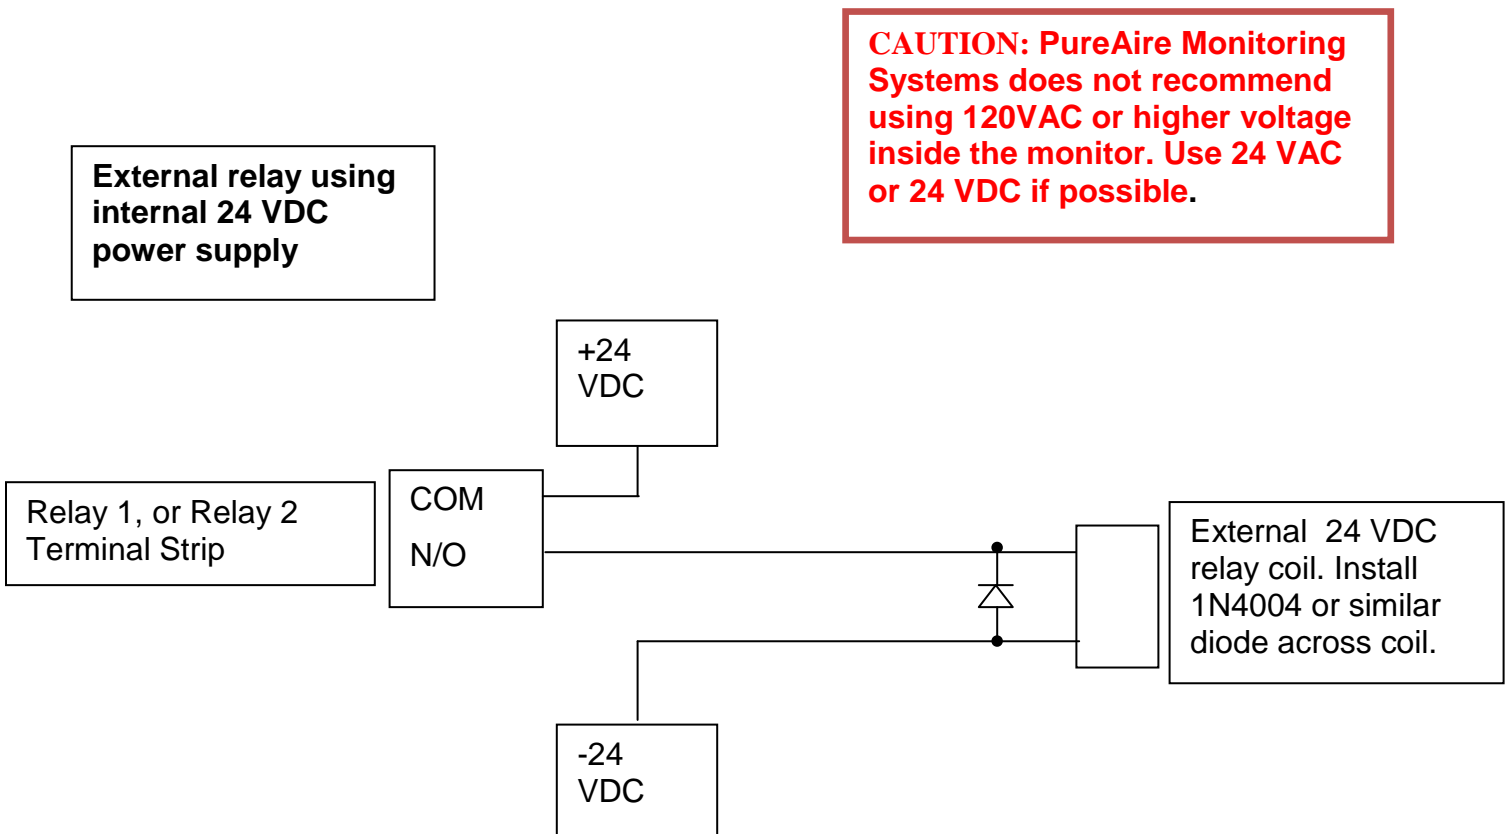 CAUTION: PureAire Monitoring
Systems does not recommend
using 120VAC or higher voltage
inside the monitor. Use 24 VAC
or 24 VDC if possible.
External relay using
internal 24 VDC
power supply
+24
VDC
Relay 1, or Relay 2
Terminal Strip
COM
N/O
External  24 VDC
relay coil. Install
1N4004 or similar
diode across coil.
-24
VDC